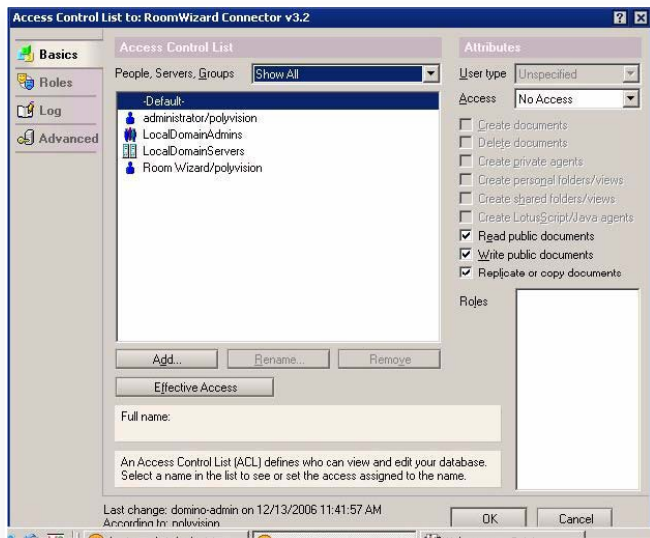 Access Control List to: RoomWizard Connector v3.2
Basics
Roles
Log
Advanced
Access Control List
People, Servers, Groups Show All
-Default-
administrator/polyvision
LocalDomainAdmins
LocalDomainServers
Room Wizard/polyvision
Add...
Rename...
Remove
Effective Access
Full name:
An Access Control List (ACL) defines who can view and edit your database.
Select a name in the list to see or set the access assigned to the name.
Attributes
User type Unspecified
Access No Access
Create documents
Delete documents
Create private agents
Create personal folders/views
Create shared folders/views
Create LotusScript/Java agents
Read public documents
Write public documents
Replicate or copy documents
Roles
Last change: domino-admin on 12/13/2006 11:41:57 AM
According to: polyvision
OK
Cancel